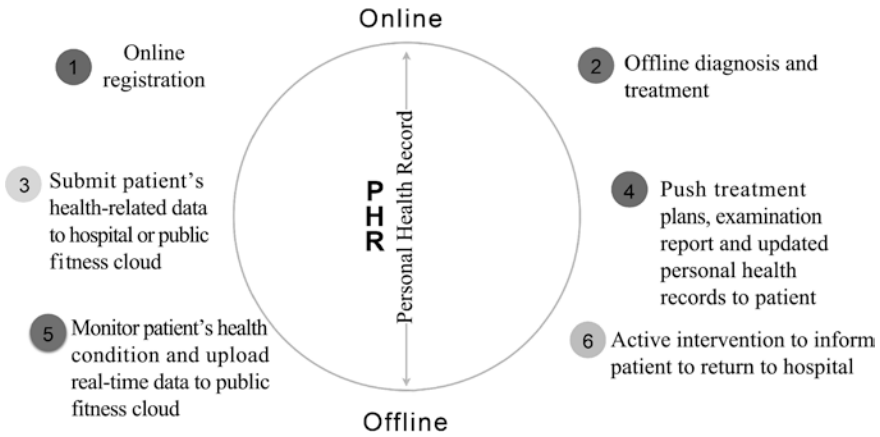 Online
1
Online
registration
2
Offline diagnosis and
treatment
3
Submit patient's
health-related data
to hospital or public
fitness cloud
P
H
R
Personal Health Record
4
Push treatment
plans, examination
report and updated
personal health
records to patient
5
Monitor patient's health
condition and upload
real-time data to public
fitness cloud
6
Active intervention to inform
patient to return to hospital
Offline